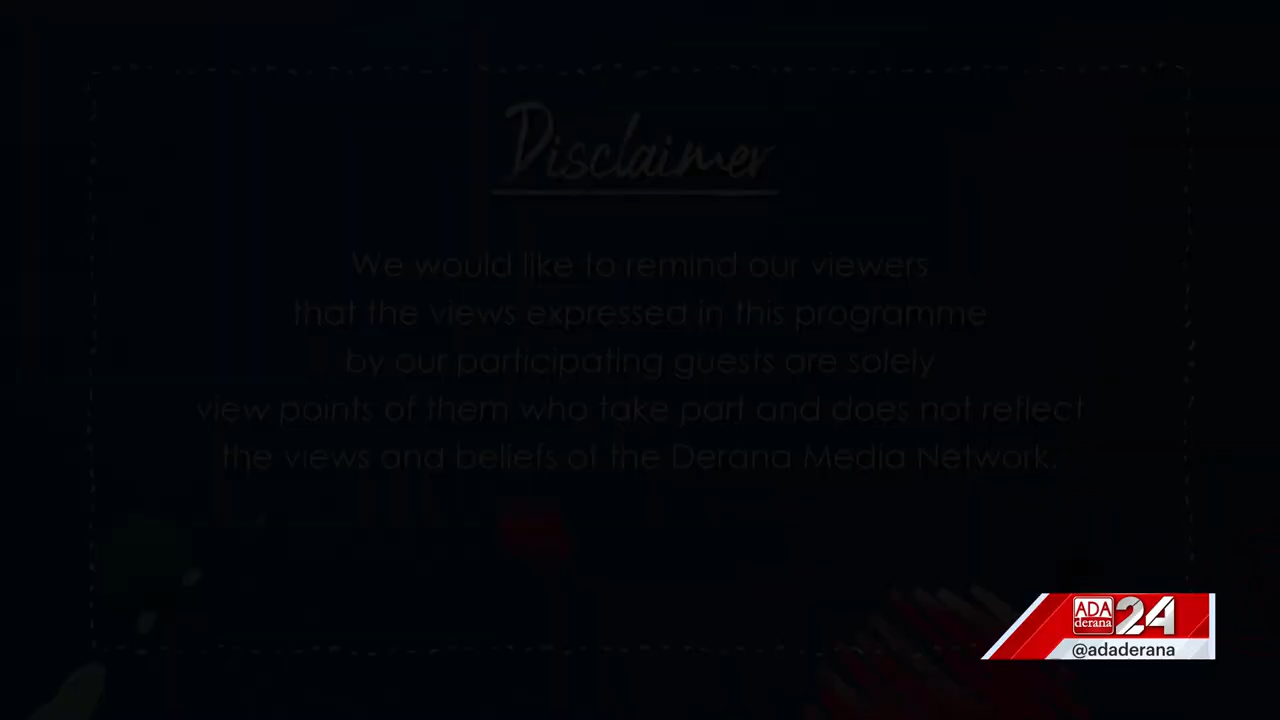 Disclaimer
We would like to remind our viewers
that the views expressed in this programme
by our participating guests are solely
view points of them who take part and does not reflect
the views and beliefs of the Derana Media Network.
ADA
derana
24
@adaderana